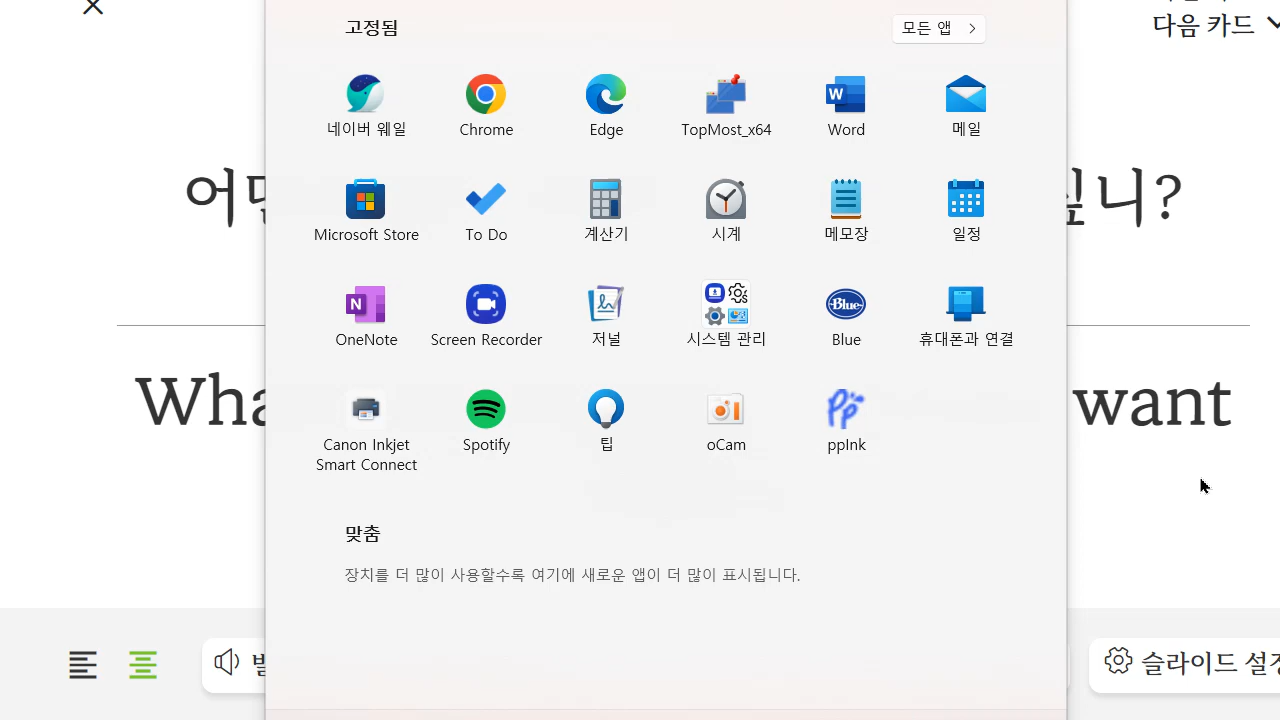 고정됨
모든 앱
다음 카드
네이버 웨일
Chrome
Edge
TopMost_x64
Word
메일
Microsoft Store
To Do
계산기
시계
메모장
일정
싶니?
OneNote
Screen Recorder
저널
시스템 관리
Blue
휴대폰과 연결
want
Canon Inkjet
Smart Connect
Spotify
팁
oCam
ppInk
맞춤
장치를 더 많이 사용할수록 여기에 새로운 앱이 더 많이 표시됩니다.
슬라이드 설정